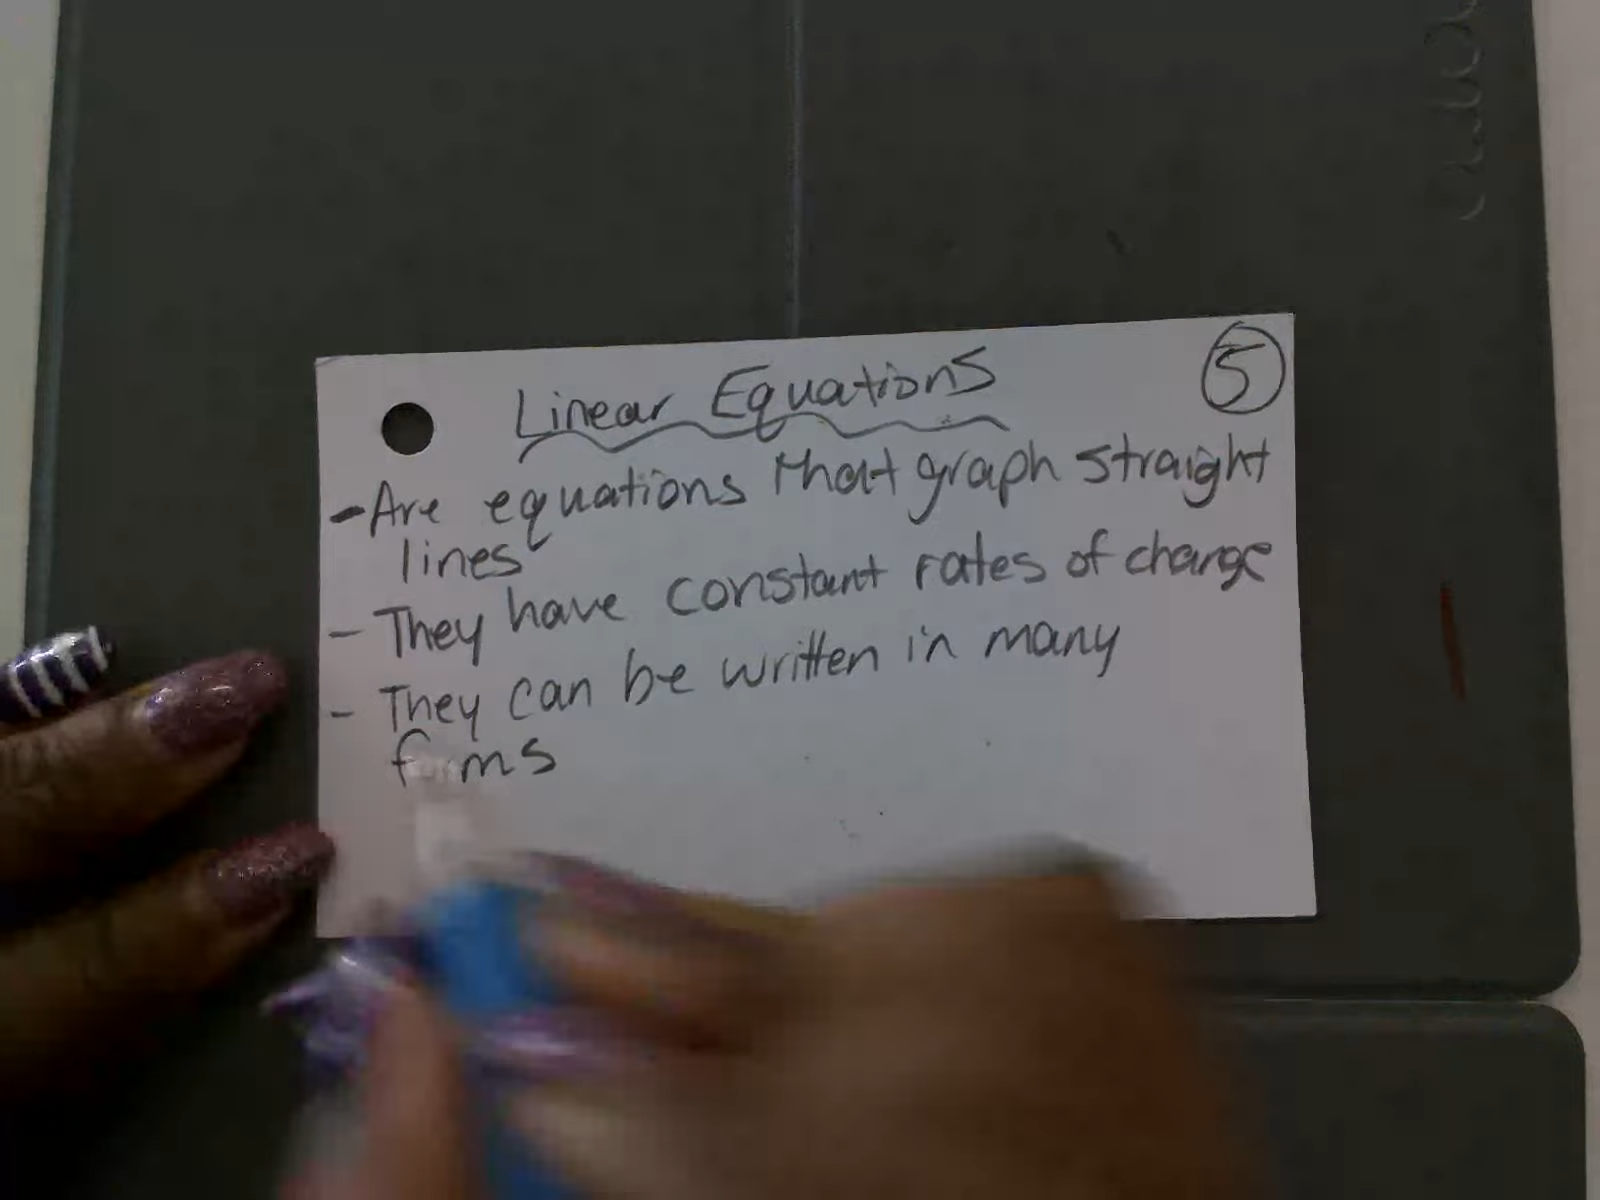 Linear Equations
5
- Are equations that graph straight
lines
- They have constant rates of change
- They can be written in many
forms